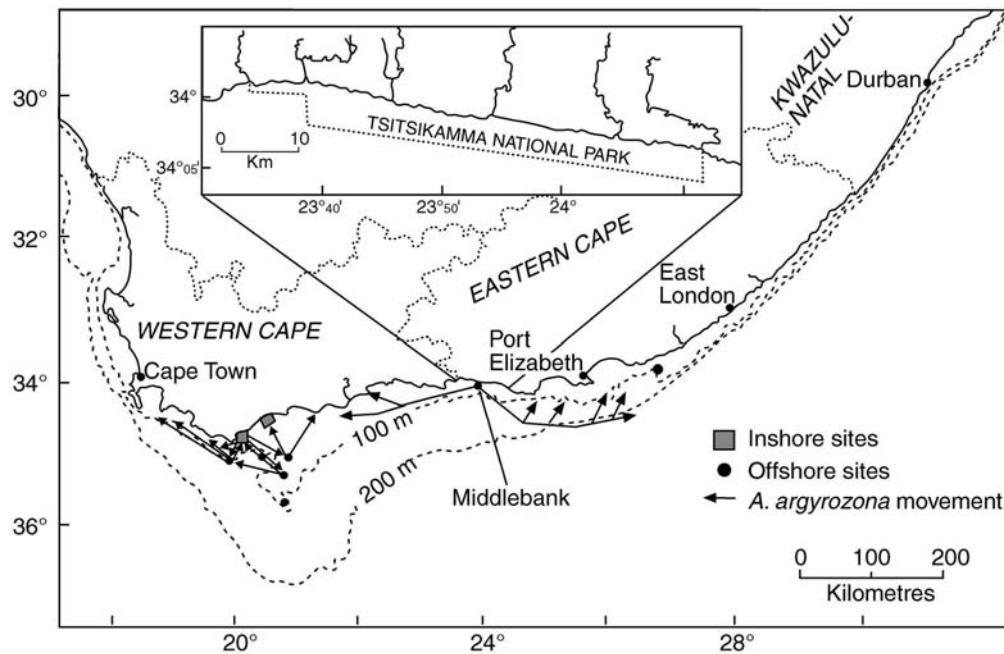 30°
32°
34°
36°
20°
24°
28°
34°
34°05'
0 10
Km
TSITSIKAMMA NATIONAL PARK
23°40'
23°50'
24°
KWAZULU-
NATAL
Durban
EASTERN CAPE
East
London
WESTERN CAPE
Port
Elizabeth
Cape Town
100 m
200 m
Middlebank
Inshore sites
Offshore sites
A. argyrozona movement
0 100 200
Kilometres